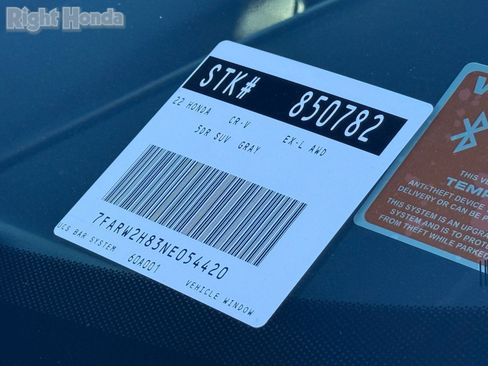 Right Honda
STK# 850782
22 HONDA CR-V EX-L AWD
5DR SUV GRAY
7FARW2H83NE054420
UCS BAR SYSTEM 60A001 VEHICLE WINDOW
THIS VE
TEMP
ANTI-THEFT DEVICE
DELIVERY OR CAN BE P
THIS SYSTEM IS AN UPGRA
SYSTEM AND IS TO PROTE
FROM THEFT WHILE PARKE